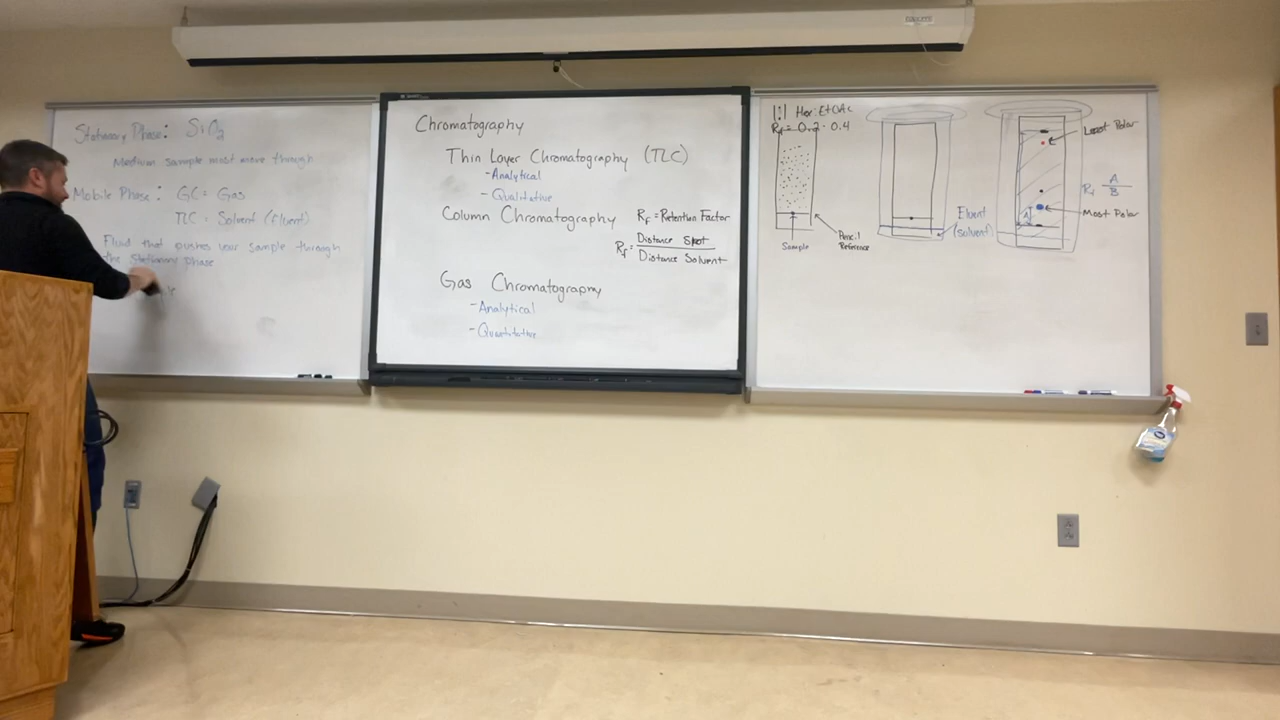 Stationary Phase: SiO2
Medium sample must move through
Mobile Phase: GC = Gas
TLC = Solvent (Eluent)
Fluid that pushes your sample through
the stationary phase
Chromatography
Thin Layer Chromatography (TLC)
-Analytical
- Qualitative
Column Chromatography
RF = Retention Factor
RF = Distance Spot
Distance Solvent
Gas Chromatography
- Analytical
- Quantitative
1:1 Hex:EtOAc
RF = 0.2 - 0.4
Sample
Pencil
Reference
Eluent
(solvent)
Least Polar
RF A
B
Most Polar
A